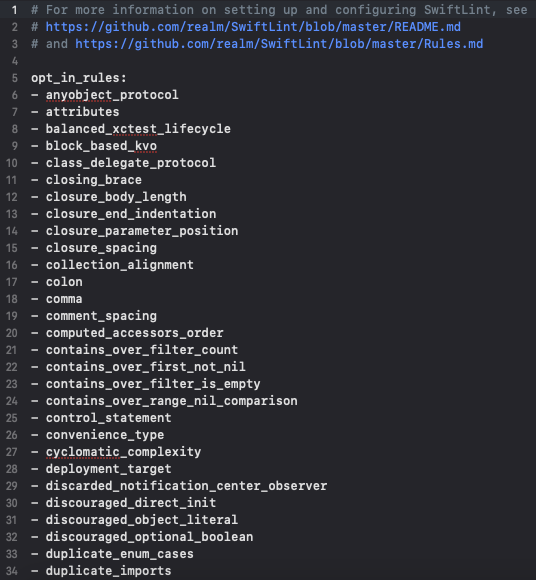 1 # For more information on setting up and configuring SwiftLint, see
2 # https://github.com/realm/SwiftLint/blob/master/README.md
3 # and https://github.com/realm/SwiftLint/blob/master/Rules.md
4
5 opt_in_rules:
6 - anyobject_protocol
7 - attributes
8 - balanced_xctest_lifecycle
9 - block_based_kvo
10 - class_delegate_protocol
11 - closing_brace
12 - closure_body_length
13 - closure_end_indentation
14 - closure_parameter_position
15 - closure_spacing
16 - collection_alignment
17 - colon
18 - comma
19 - comment_spacing
20 - computed_accessors_order
21 - contains_over_filter_count
22 - contains_over_first_not_nil
23 - contains_over_filter_is_empty
24 - contains_over_range_nil_comparison
25 - control_statement
26 - convenience_type
27 - cyclomatic_complexity
28 - deployment_target
29 - discarded_notification_center_observer
30 - discouraged_direct_init
31 - discouraged_object_literal
32 - discouraged_optional_boolean
33 - duplicate_enum_cases
34 - duplicate_imports